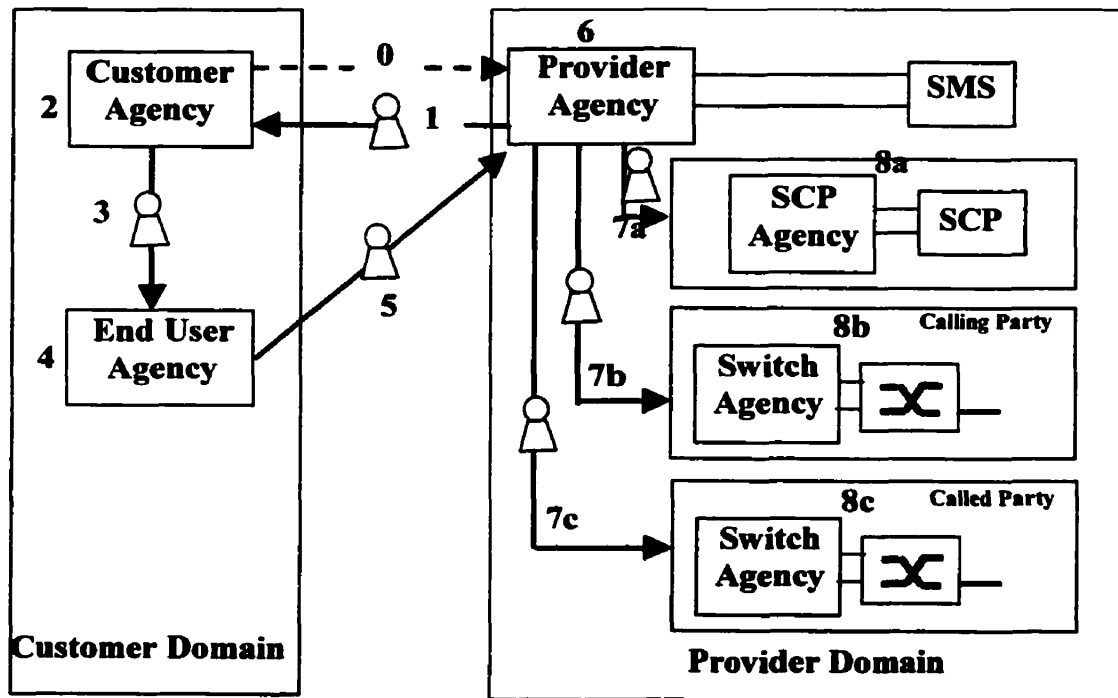 0
6
Customer
Agency
2
Provider
Agency
SMS
1
8a
3
SCP
Agency
SCP
7a
5
End User
Agency
4
8b
Calling Party
Switch
Agency
7b
8c
Called Party
7c
Switch
Agency
Customer Domain
Provider Domain